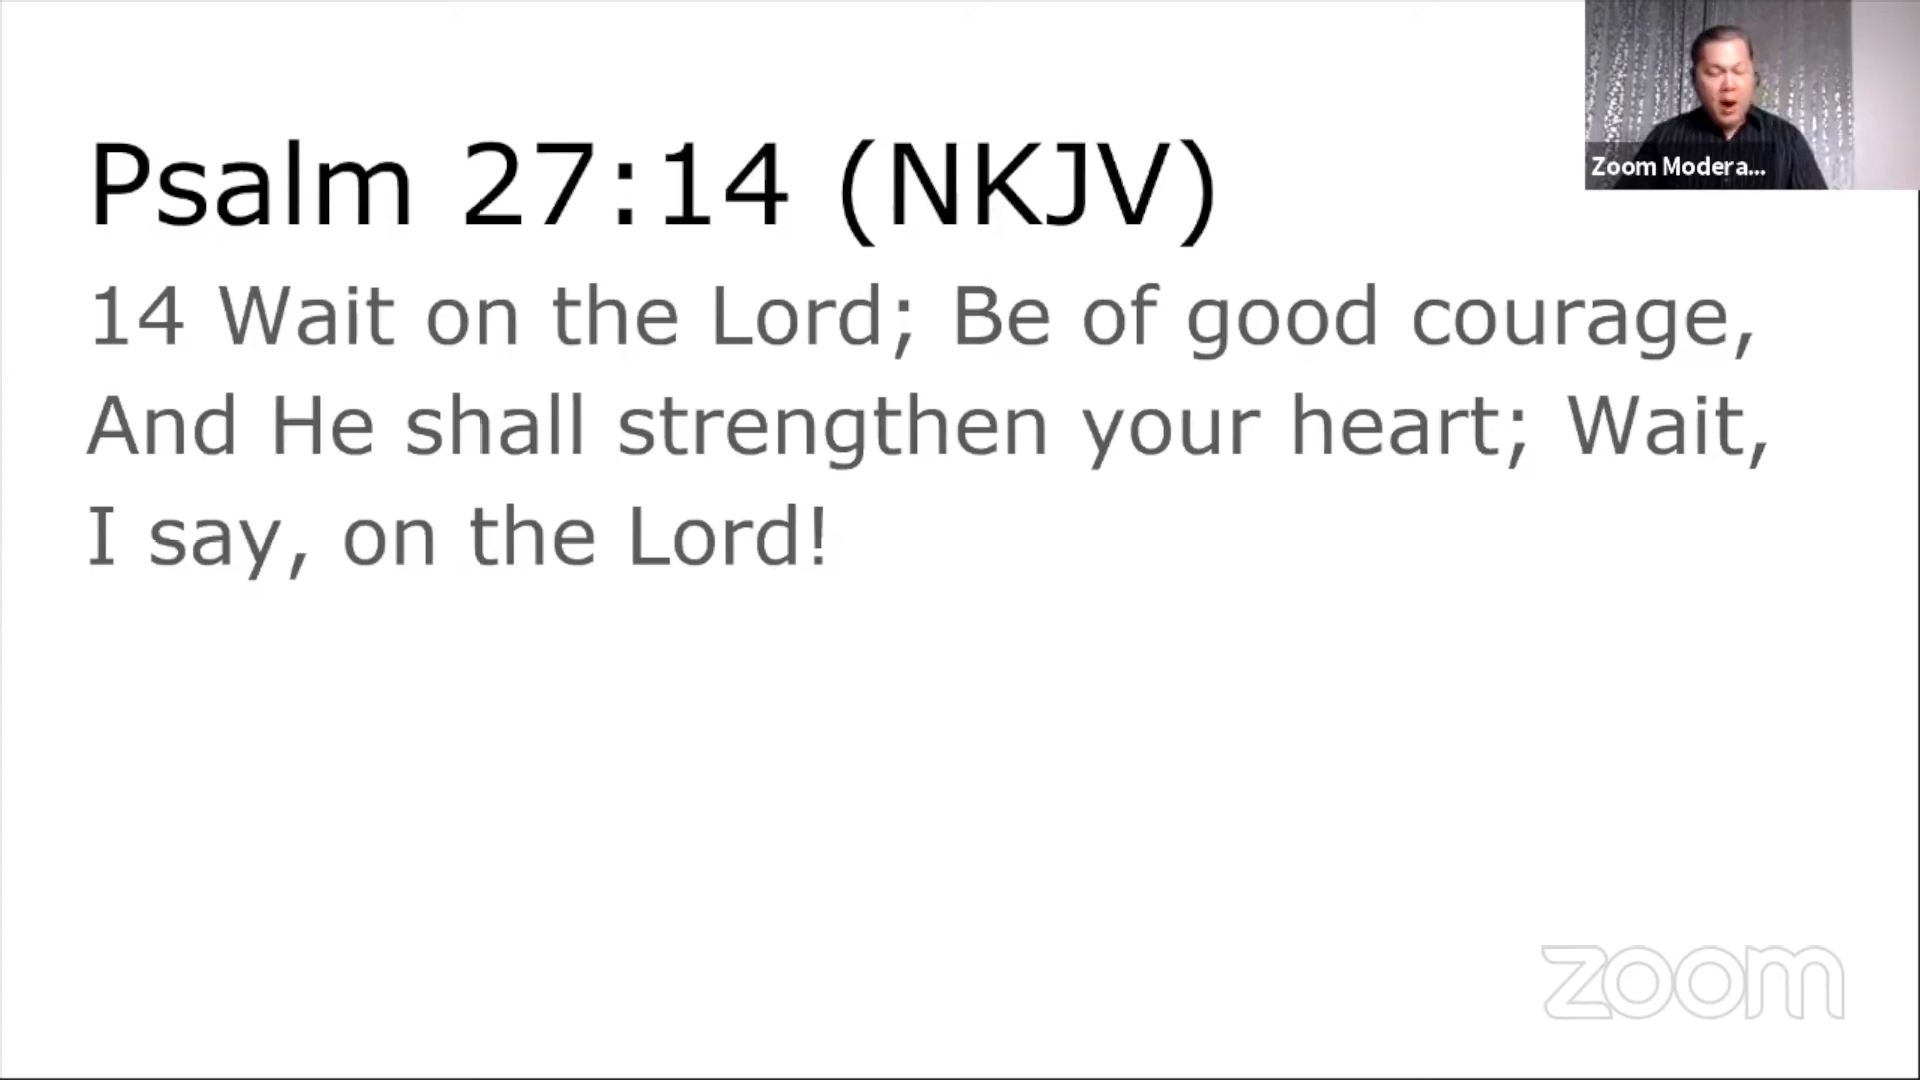 Psalm 27:14 (NKJV)
14 Wait on the Lord; Be of good courage,
And He shall strengthen your heart; Wait,
I say, on the Lord!
Zoom Modera...
zoom